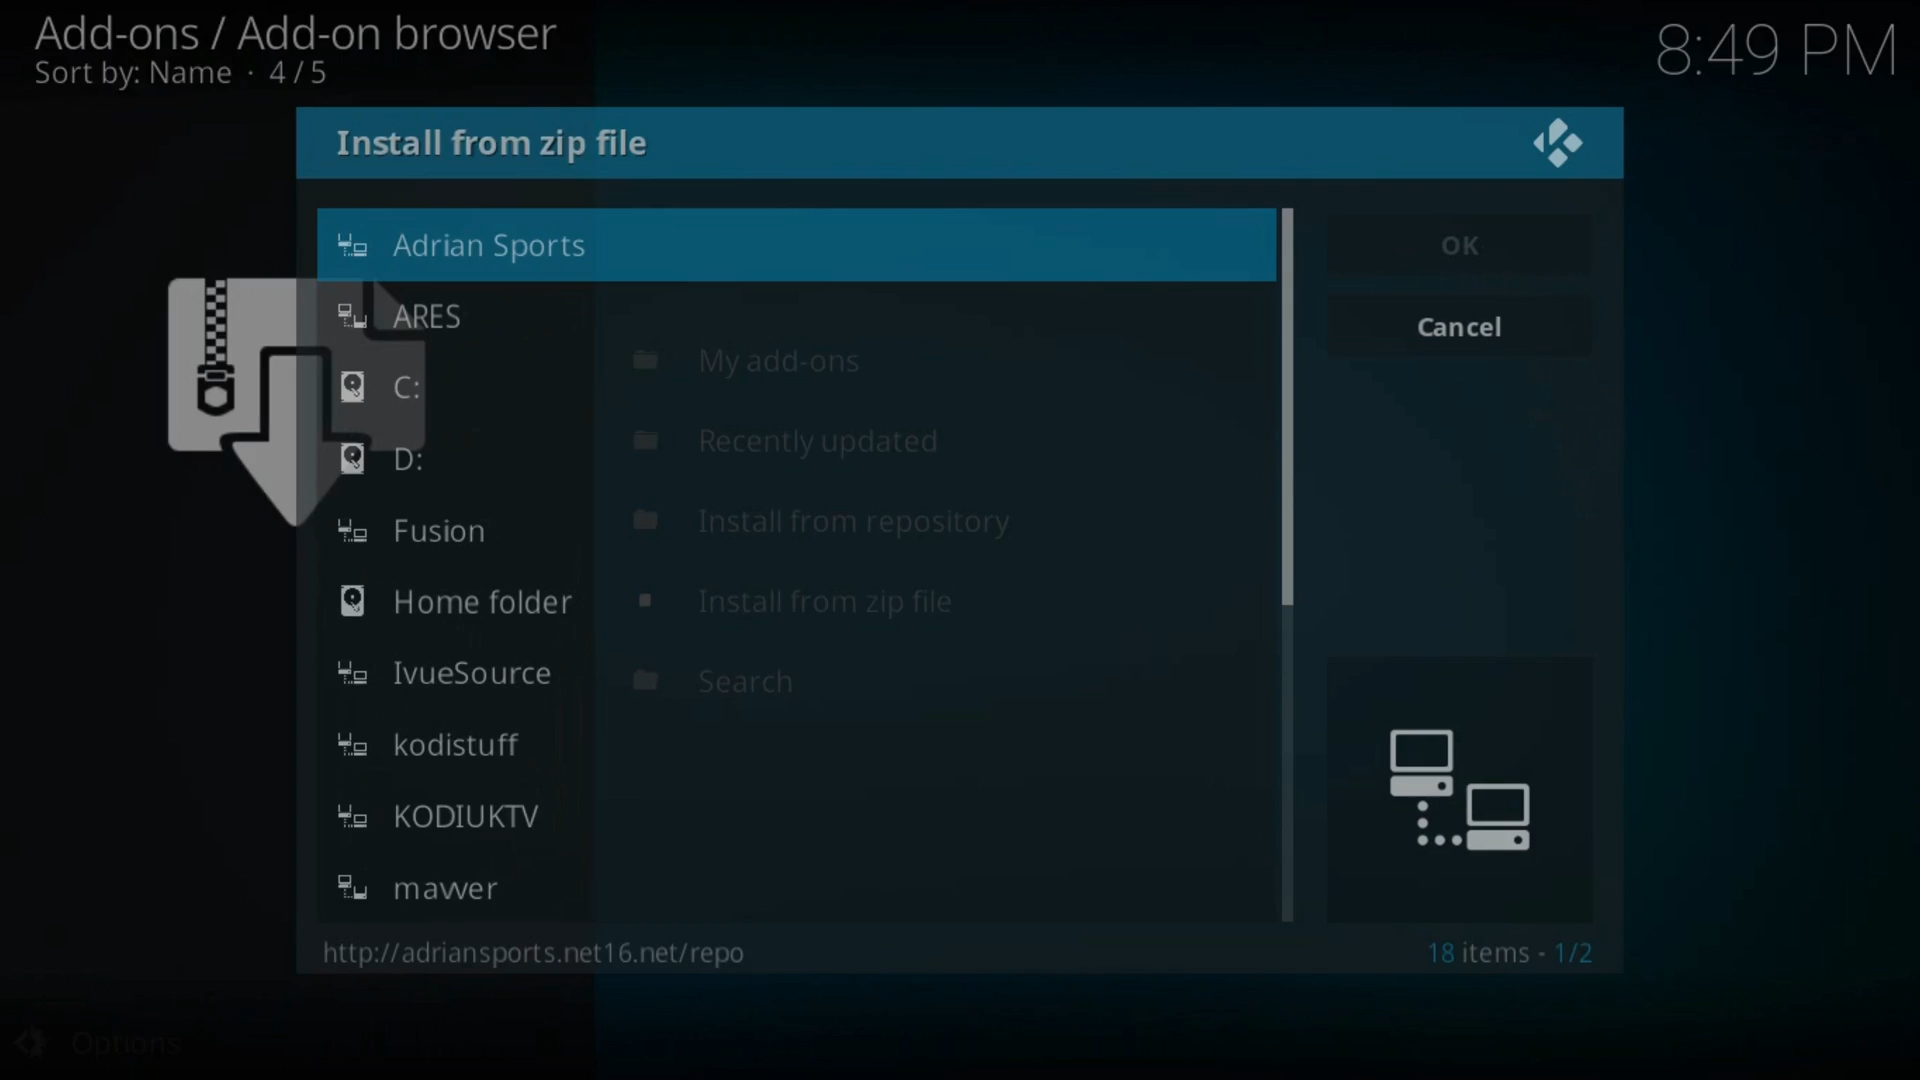 Add-ons / Add-on browser
Sort by: Name · 4 / 5
8:49 PM
Install from zip file
Adrian Sports
ARES
C:
D:
Fusion
Home folder
IvueSource
kodistuff
KODIUKTV
mavver
My add-ons
Recently updated
Install from repository
Install from zip file
Search
OK
Cancel
http://adriansports.net16.net/repo
18 items - 1/2
Options